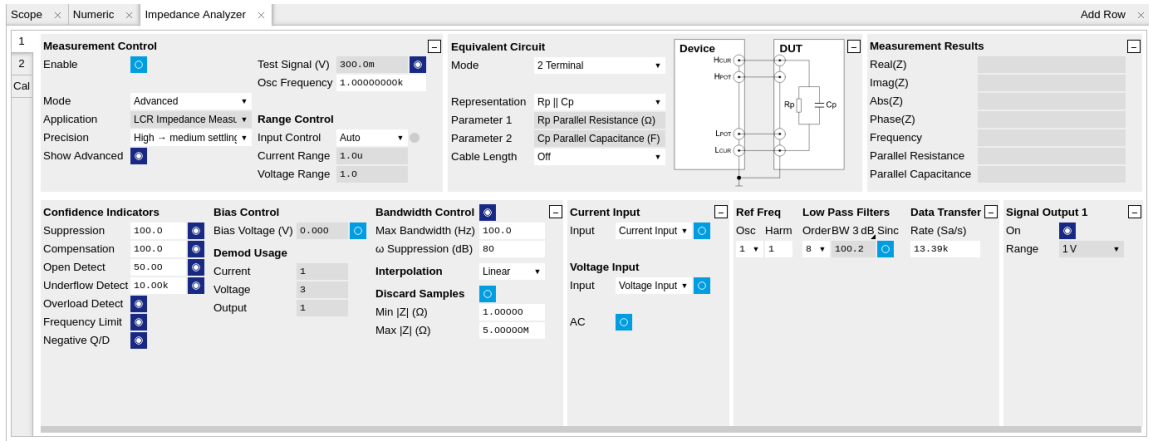 Scope × Numeric × Impedance Analyzer × Add Row ×
1
2
Cal
Measurement Control
Enable
Test Signal (V) 300.0m
Osc Frequency 1.00000000k
Mode Advanced
Application LCR Impedance Measu
Precision High → medium settling
Show Advanced
Range Control
Input Control Auto
Current Range 1.0u
Voltage Range 1.0
Equivalent Circuit
Mode 2 Terminal
Representation Rp || Cp
Parameter 1 Rp Parallel Resistance (Ω)
Parameter 2 Cp Parallel Capacitance (F)
Cable Length Off
Device DUT
HCUR
HPOT
Rp Cp
LPOT
LCUR
Measurement Results
Real(Z)
Imag(Z)
Abs(Z)
Phase(Z)
Frequency
Parallel Resistance
Parallel Capacitance
Confidence Indicators
Suppression 100.0
Compensation 100.0
Open Detect 50.00
Underflow Detect 10.00k
Overload Detect
Frequency Limit
Negative Q/D
Bias Control
Bias Voltage (V) 0.000
Demod Usage
Current 1
Voltage 3
Output 1
Bandwidth Control
Max Bandwidth (Hz) 100.0
ω Suppression (dB) 80
Interpolation Linear
Discard Samples
Min |Z| (Ω) 1.00000
Max |Z| (Ω) 5.00000M
Current Input
Input Current Input
Voltage Input
Input Voltage Input
AC
Ref Freq Low Pass Filters Data Transfer
Osc Harm Order BW 3 dB Sinc Rate (Sa/s)
1 1 8 100.2 13.39k
Signal Output 1
On
Range 1 V